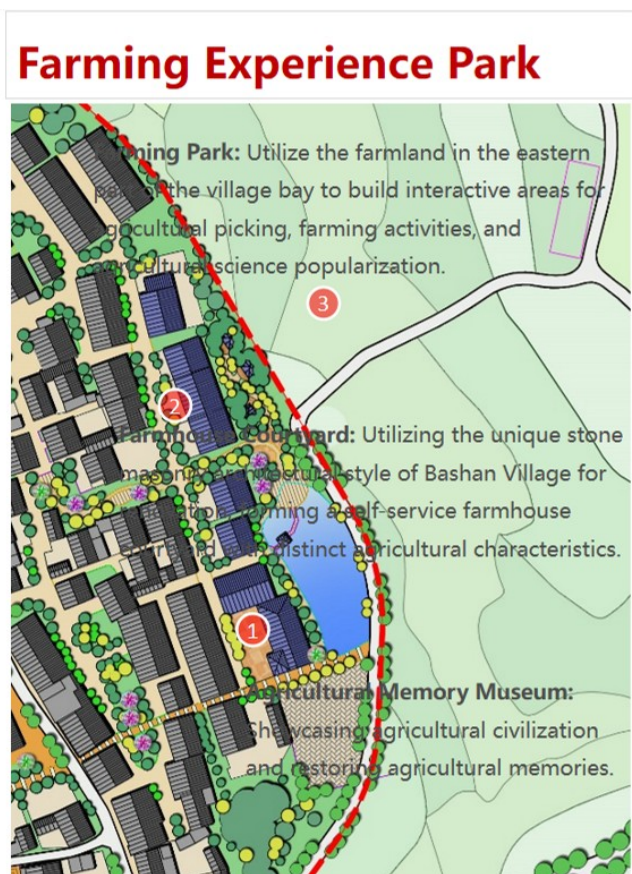 Farming Experience Park
Farming Park: Utilize the farmland in the eastern
part of the village bay to build interactive areas for
agricultural picking, farming activities, and
agricultural science popularization.
3
2
Farmhouse Courtyard: Utilizing the unique stone
masonry architectural style of Bashan Village for
forming a self-service farmhouse
courtyard with distinct agricultural characteristics.
1
Agricultural Memory Museum:
Showcasing agricultural civilization
and restoring agricultural memories.